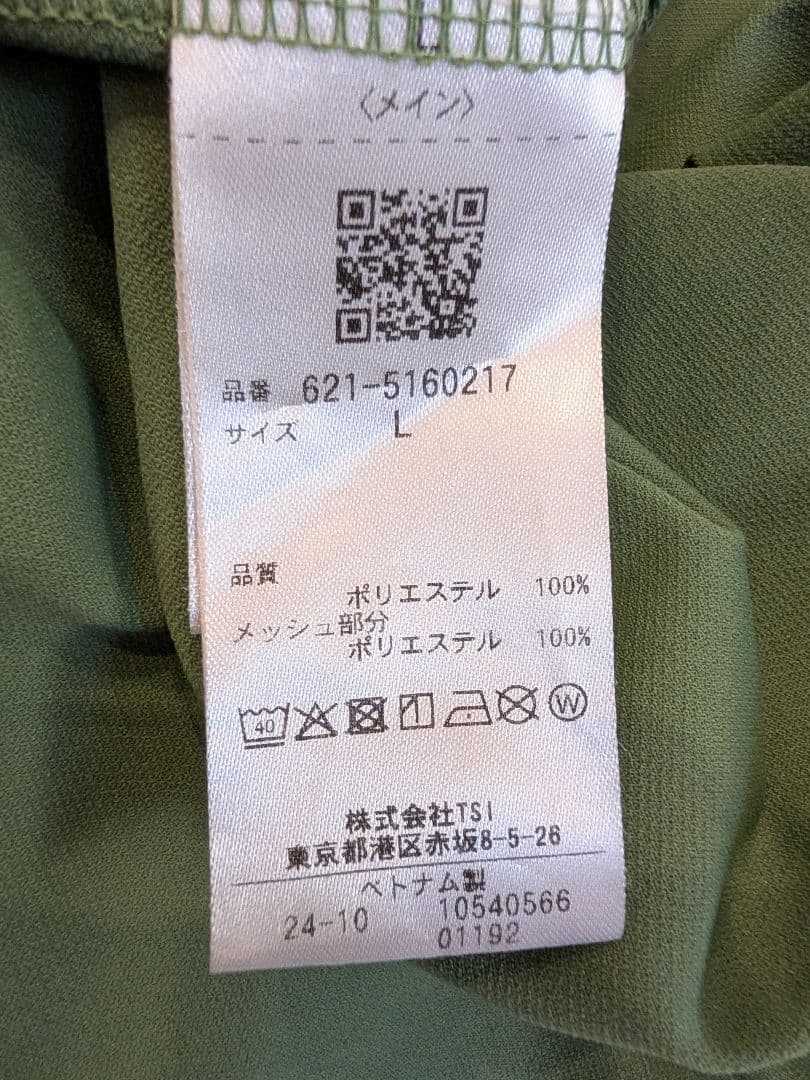 〈メイン〉
品番 621-5160217
サイズ L
品質
ポリエステル 100%
メッシュ部分
ポリエステル 100%
40
W
株式会社TSI
東京都港区赤坂8-5-26
ベトナム製
24-10 10540566
01192